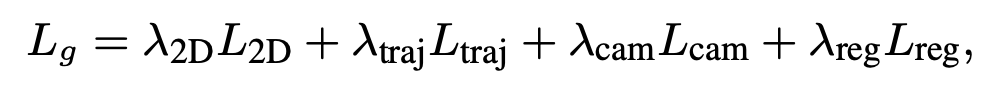 L_g = λ_2D L_2D + λ_traj L_traj + λ_cam L_cam + λ_reg L_reg,